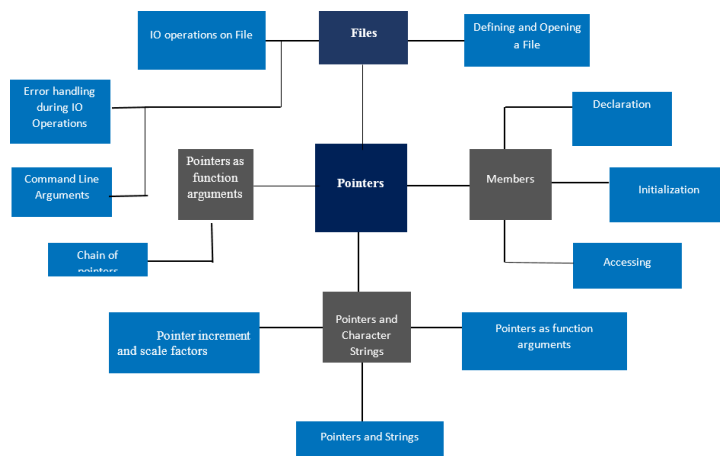 IO operations on File
Files
Defining and Opening
a File
Error handling
during IO
Operations
Declaration
Pointers as
function
arguments
Pointers
Members
Command Line
Arguments
Initialization
Chain of
pointers
Accessing
Pointer increment
and scale factors
Pointers and
Character
Strings
Pointers as function
arguments
Pointers and Strings